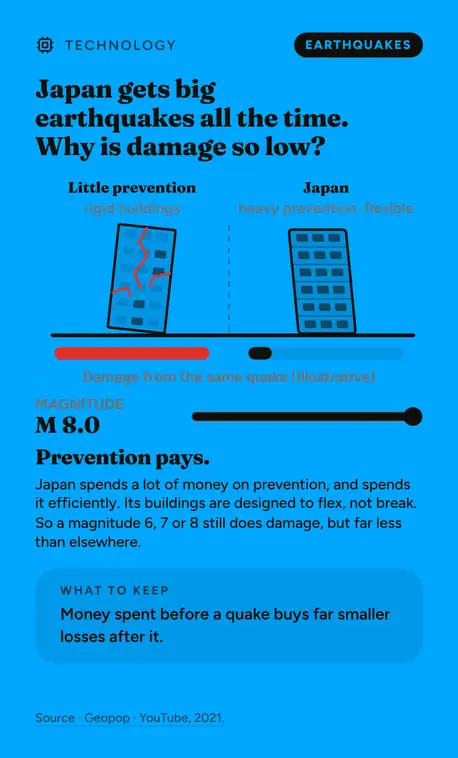 TECHNOLOGY
EARTHQUAKES
Japan gets big
earthquakes all the time.
Why is damage so low?
Little prevention
rigid buildings
Japan
heavy prevention, flexible
Damage from the same quake (illustrative)
MAGNITUDE
M 8.0
Prevention pays.
Japan spends a lot of money on prevention, and spends
it efficiently. Its buildings are designed to flex, not break.
So a magnitude 6, 7 or 8 still does damage, but far less
than elsewhere.
WHAT TO KEEP
Money spent before a quake buys far smaller
losses after it.
Source · Geopop · YouTube, 2021.